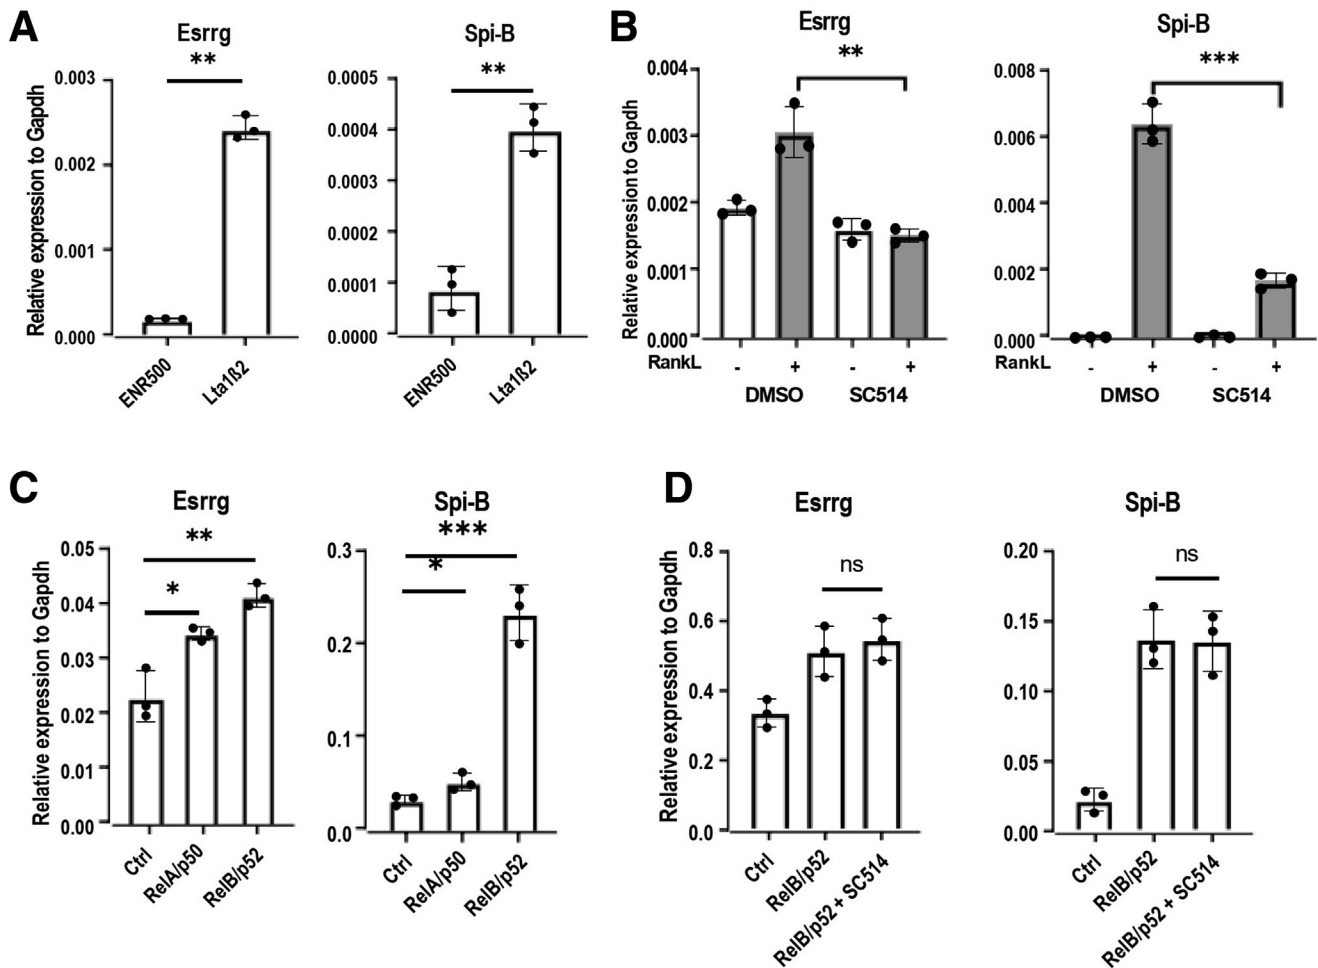 A
Esrrg
**
Relative expression to Gapdh
0.003
0.002
0.001
0.000
ENR500
Lta1ß2
Spi-B
**
0.0005
0.0004
0.0003
0.0002
0.0001
0.0000
ENR500
Lta1ß2
B
Esrrg
**
Relative expression to Gapdh
0.004
0.003
0.002
0.001
0.000
RankL
- + - +
DMSO SC514
Spi-B
***
0.008
0.006
0.004
0.002
0.000
RankL
- + - +
DMSO SC514
C
Esrrg
**
*
Relative expression to Gapdh
0.05
0.04
0.03
0.02
0.01
0.00
Ctrl
RelA/p50
RelB/p52
Spi-B
***
*
0.3
0.2
0.1
0.0
Ctrl
RelA/p50
RelB/p52
D
Esrrg
ns
Relative expression to Gapdh
0.8
0.6
0.4
0.2
0.0
Ctrl
RelB/p52
RelB/p52 + SC514
Spi-B
ns
0.20
0.15
0.10
0.05
0.00
Ctrl
RelB/p52
RelB/p52 + SC514